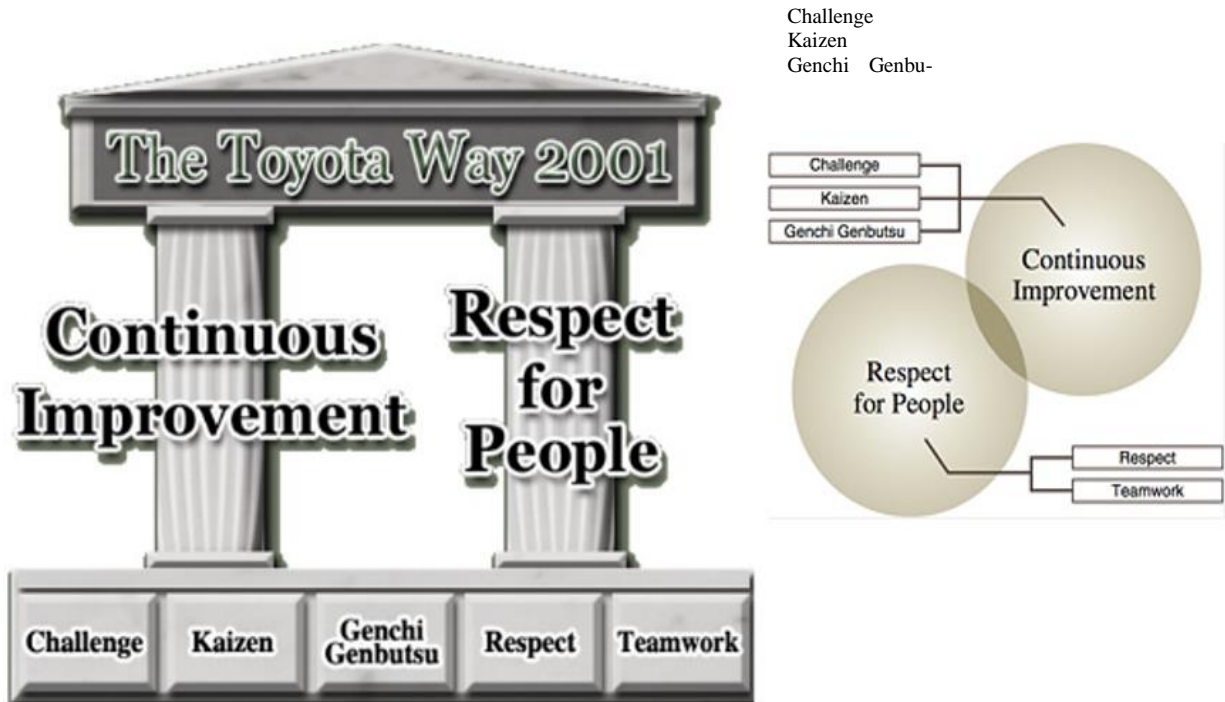 Challenge
Kaizen
Genchi Genbu-
The Toyota Way 2001
Continuous
Improvement
Respect
for
People
Challenge
Kaizen
Genchi
Genbutsu
Respect
Teamwork
Challenge
Kaizen
Genchi Genbutsu
Continuous
Improvement
Respect
for People
Respect
Teamwork